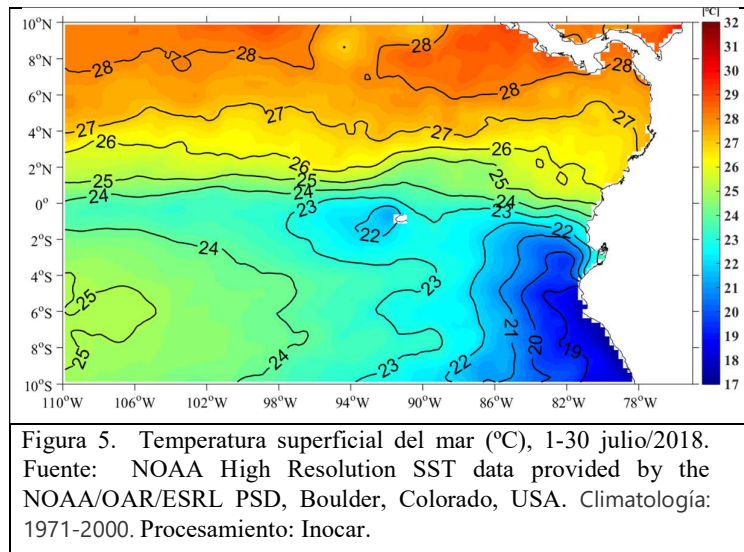 [ºC]
10°N 32
28 28 28 31
8°N 28 30
6°N 29
27 27 27 28
4°N 27
26 26 26
2°N 25 25 26
25 24 24 25
0° 24 23 23 24
22 22
2°S 23
4°S 24 22
25 23 21
6°S 20
21 20 19
8°S 25 24 19
23 22 18
10°S 17
110°W 106°W 102°W 98°W 94°W 90°W 86°W 82°W 78°W
Figura 5. Temperatura superficial del mar (ºC), 1-30 julio/2018.
Fuente: NOAA High Resolution SST data provided by the
NOAA/OAR/ESRL PSD, Boulder, Colorado, USA. Climatología:
1971-2000. Procesamiento: Inocar.